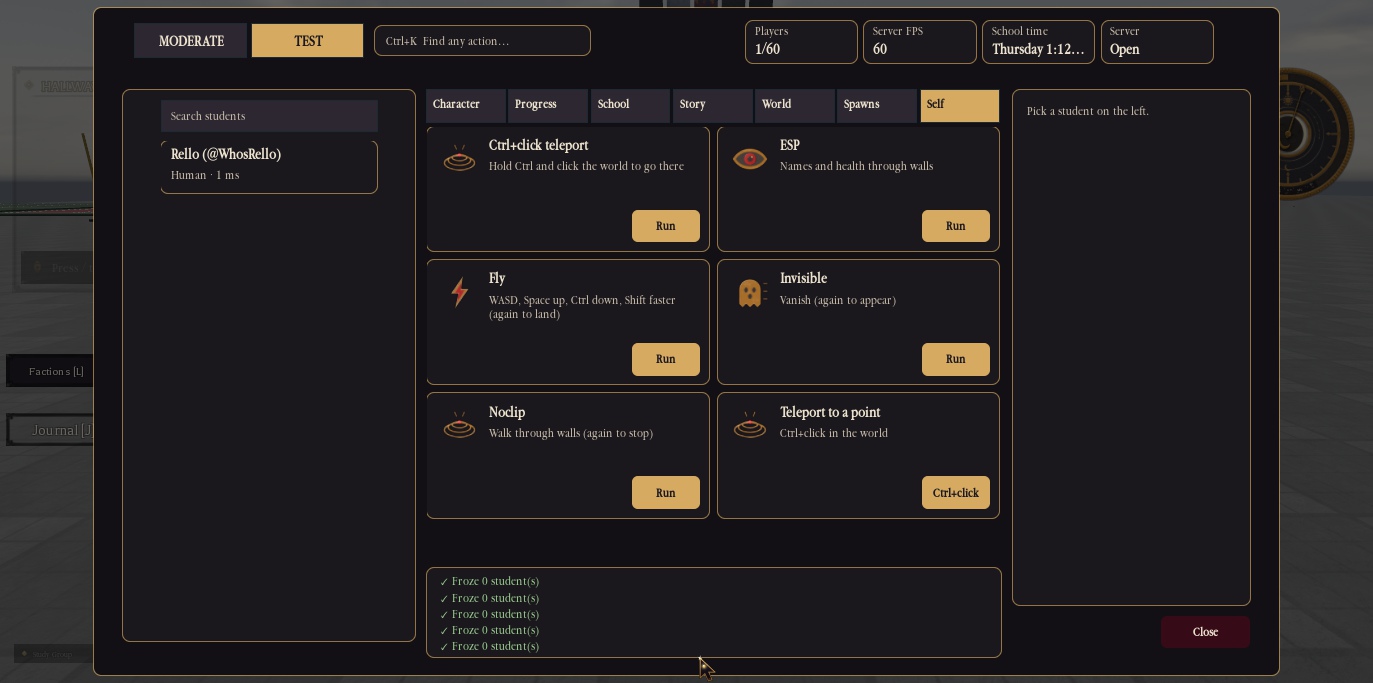 MODERATE
TEST
Ctrl+K Find any action...
Players
1/60
Server FPS
60
School time
Thursday 1:12...
Server
Open
Search students
Rello (@WhosRello)
Human · 1 ms
Character
Progress
School
Story
World
Spawns
Self
Ctrl+click teleport
Hold Ctrl and click the world to go there
Run
ESP
Names and health through walls
Run
Fly
WASD, Space up, Ctrl down, Shift faster
(again to land)
Run
Invisible
Vanish (again to appear)
Run
Noclip
Walk through walls (again to stop)
Run
Teleport to a point
Ctrl+click in the world
Ctrl+click
✓ Froze 0 student(s)
✓ Froze 0 student(s)
✓ Froze 0 student(s)
✓ Froze 0 student(s)
✓ Froze 0 student(s)
Pick a student on the left.
Close
Press
Factions [L]
Journal [J]
Study Group